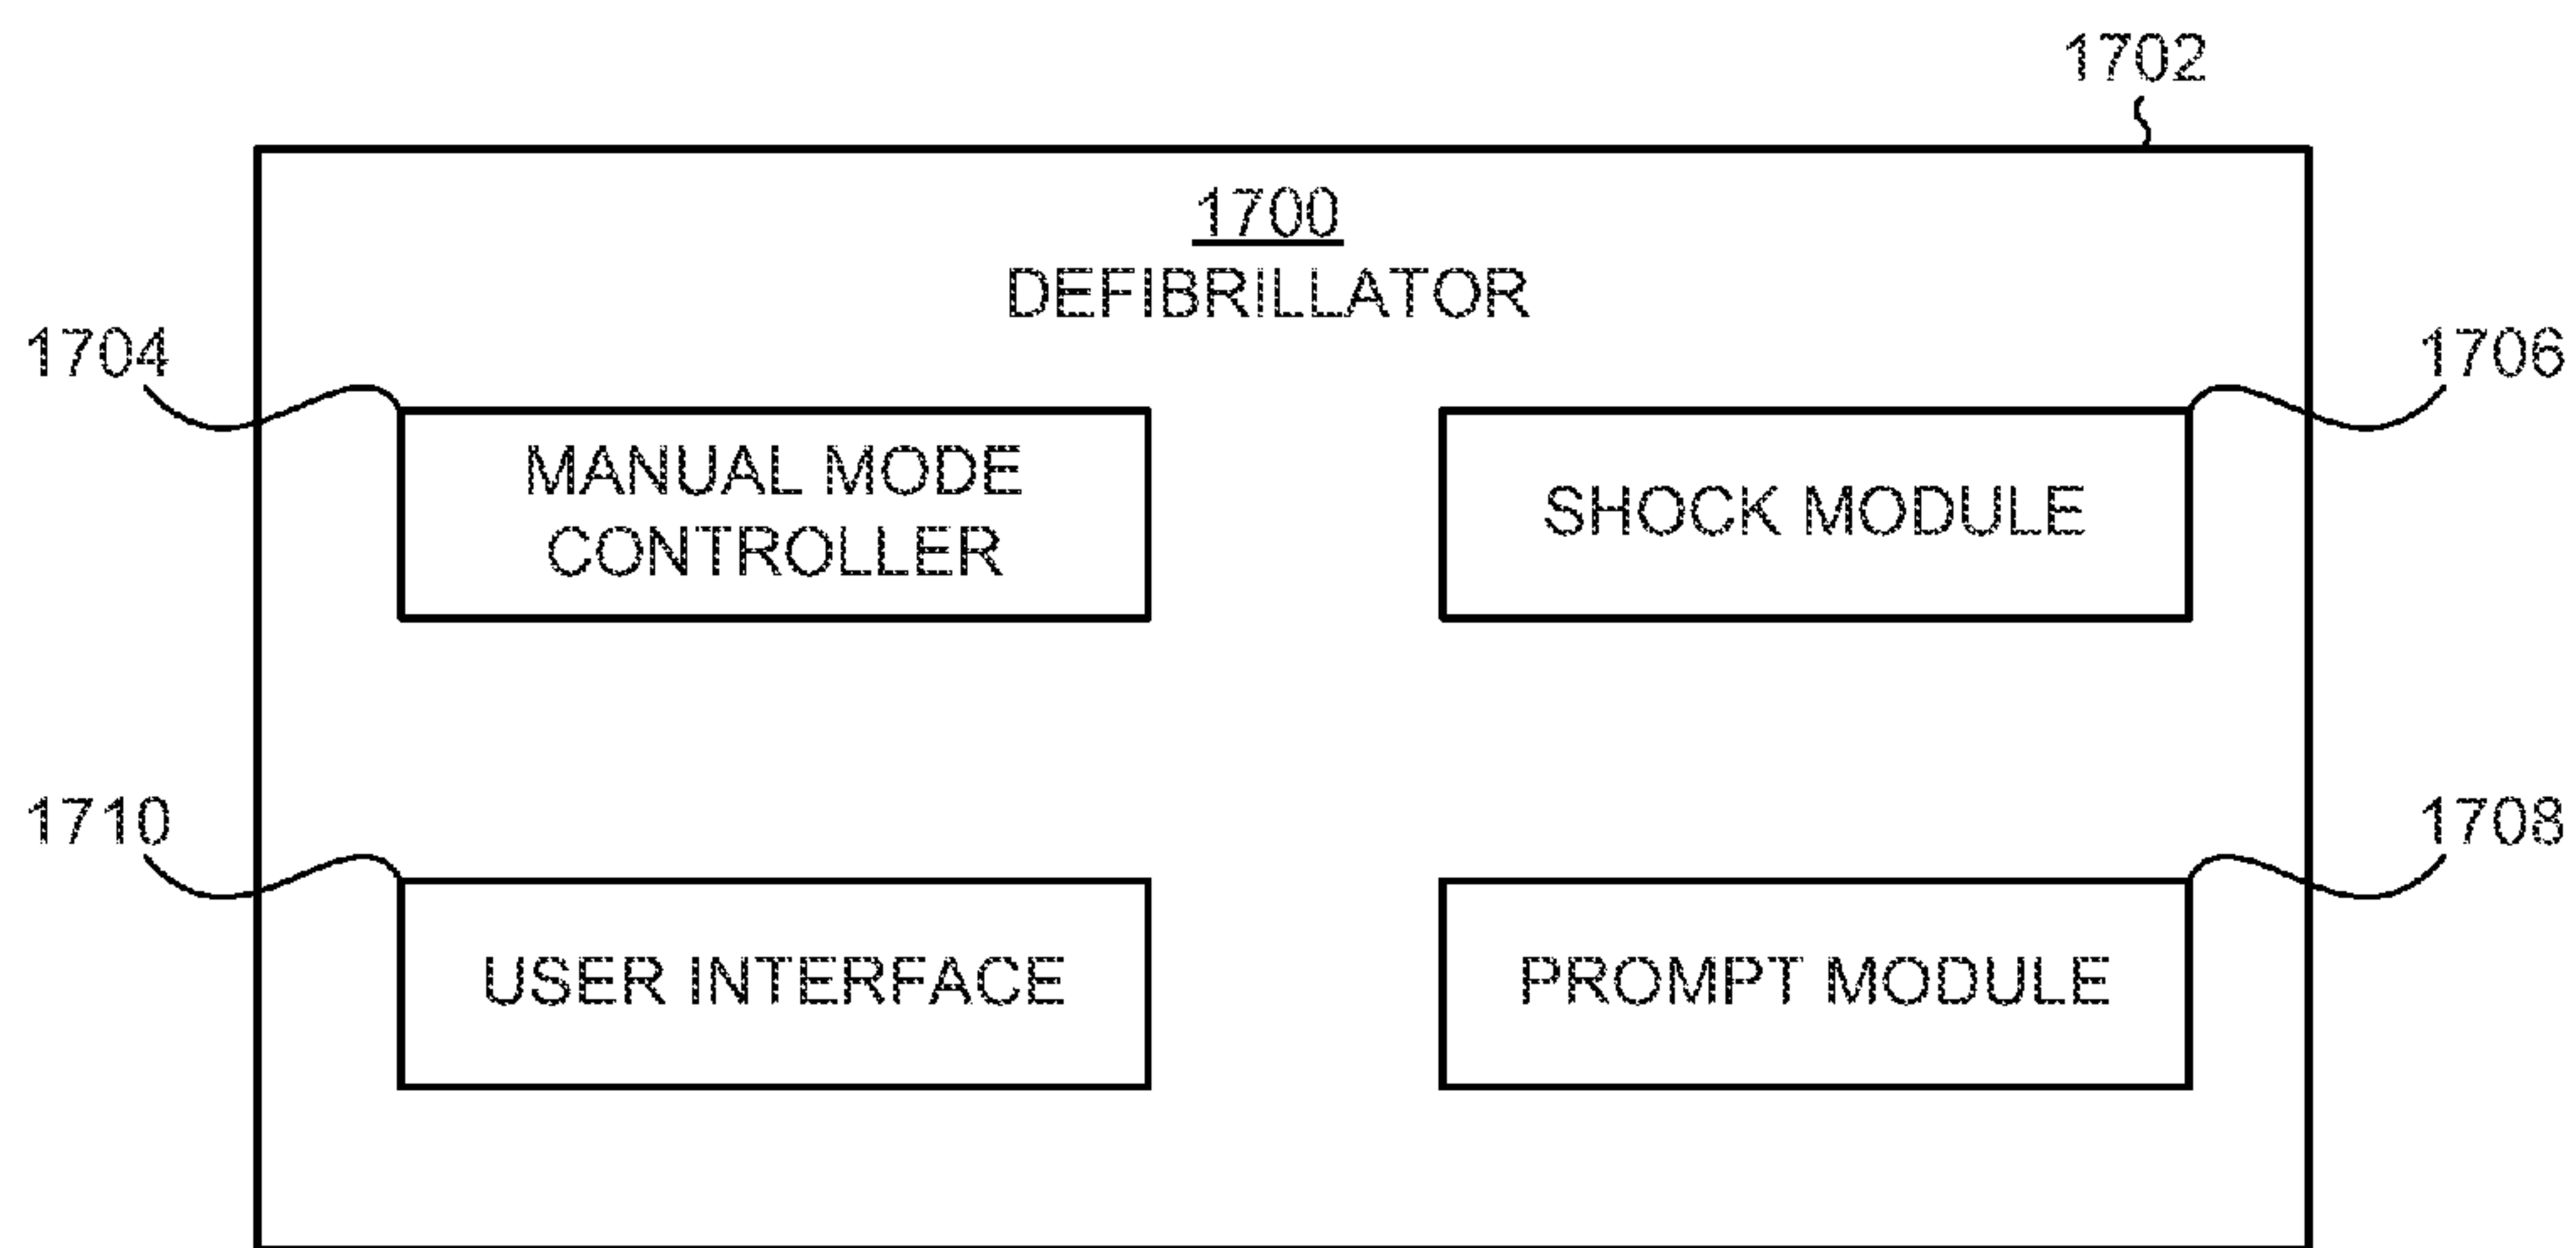 1702
1700
DEFIBRILLATOR
1704
1706
MANUAL MODE
CONTROLLER
SHOCK MODULE
1710
1708
USER INTERFACE
PROMPT MODULE